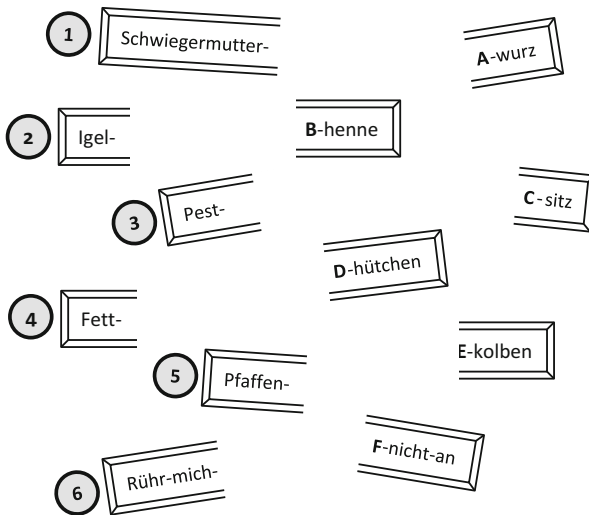 1
Schwiegermutter-
A-wurz
2
Igel-
B-henne
3
Pest-
C-sitz
D-hütchen
4
Fett-
E-kolben
5
Pfaffen-
F-nicht-an
6
Rühr-mich-